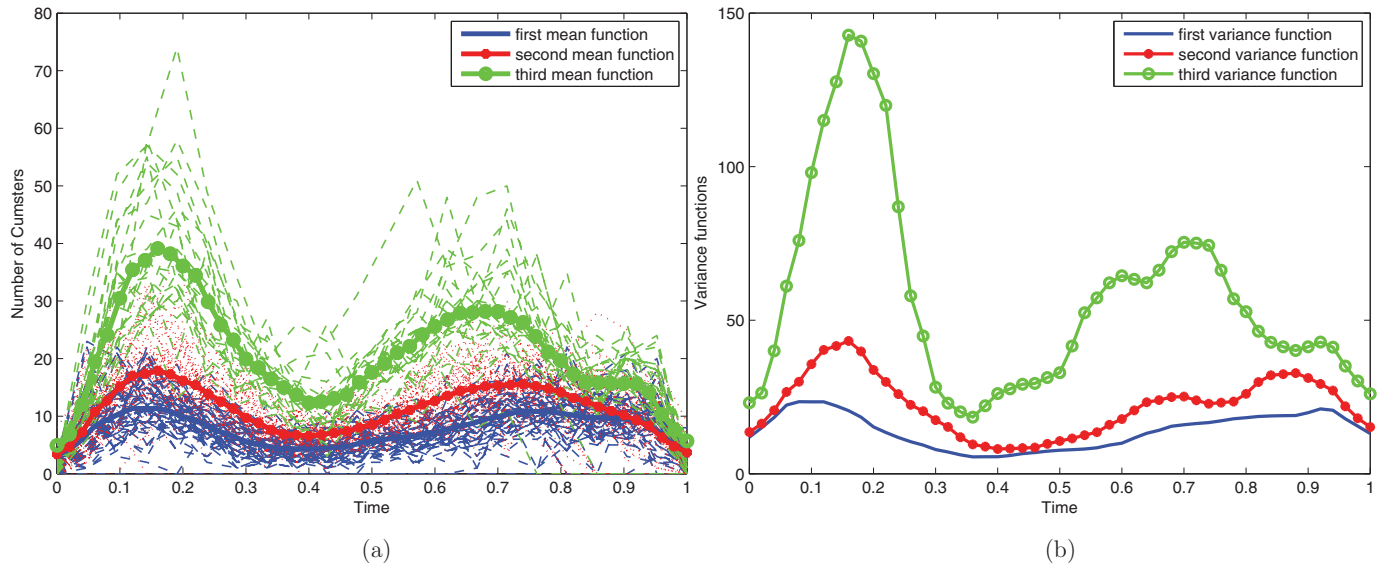 80
70
60
50
40
30
20
10
0
Number of Cumsters
first mean function
second mean function
third mean function
0 0.1 0.2 0.3 0.4 0.5 0.6 0.7 0.8 0.9 1
Time
(a)
150
100
50
0
Variance functions
first variance function
second variance function
third variance function
0 0.1 0.2 0.3 0.4 0.5 0.6 0.7 0.8 0.9 1
Time
(b)